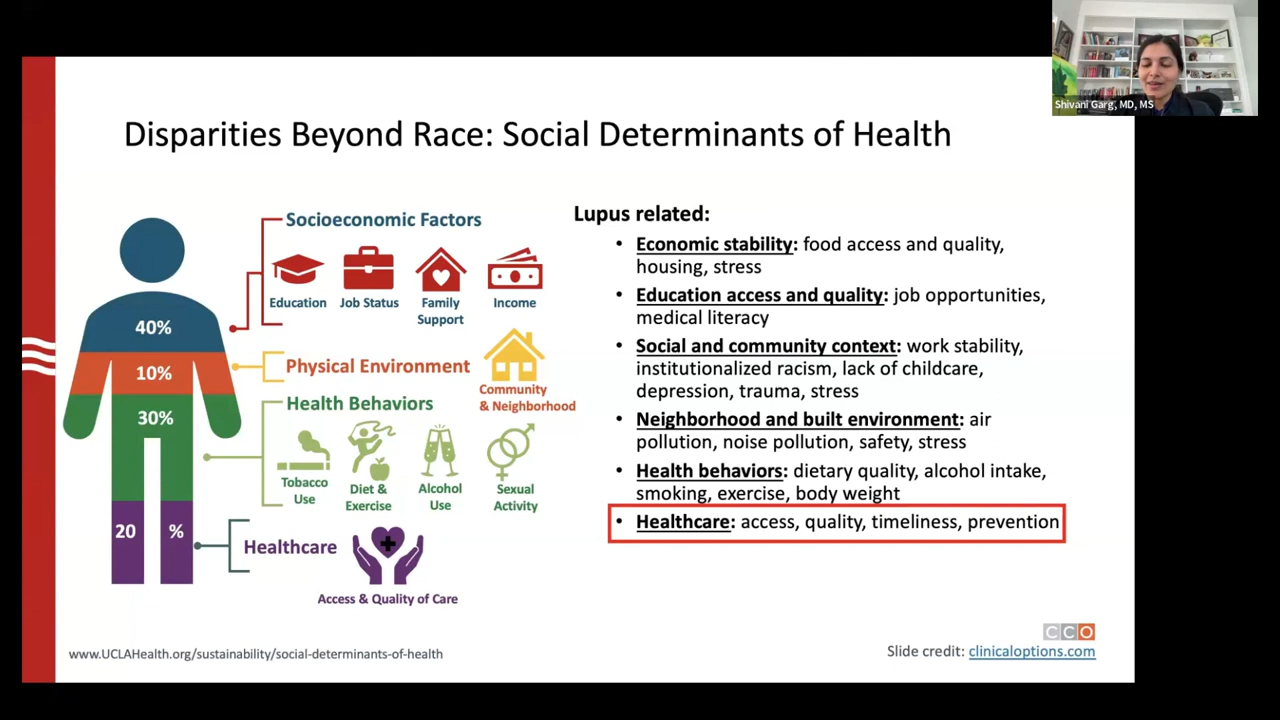 Shivani Garg, MD, MS
Disparities Beyond Race: Social Determinants of Health
Socioeconomic Factors
Education
Job Status
Family
Support
Income
40%
10%
30%
20 %
Physical Environment
Community
& Neighborhood
Health Behaviors
Tobacco
Use
Diet &
Exercise
Alcohol
Use
Sexual
Activity
Healthcare
Access & Quality of Care
Lupus related:
• Economic stability: food access and quality,
housing, stress
• Education access and quality: job opportunities,
medical literacy
• Social and community context: work stability,
institutionalized racism, lack of childcare,
depression, trauma, stress
• Neighborhood and built environment: air
pollution, noise pollution, safety, stress
• Health behaviors: dietary quality, alcohol intake,
smoking, exercise, body weight
• Healthcare: access, quality, timeliness, prevention
www.UCLAHealth.org/sustainability/social-determinants-of-health
CCO
Slide credit: clinicaloptions.com